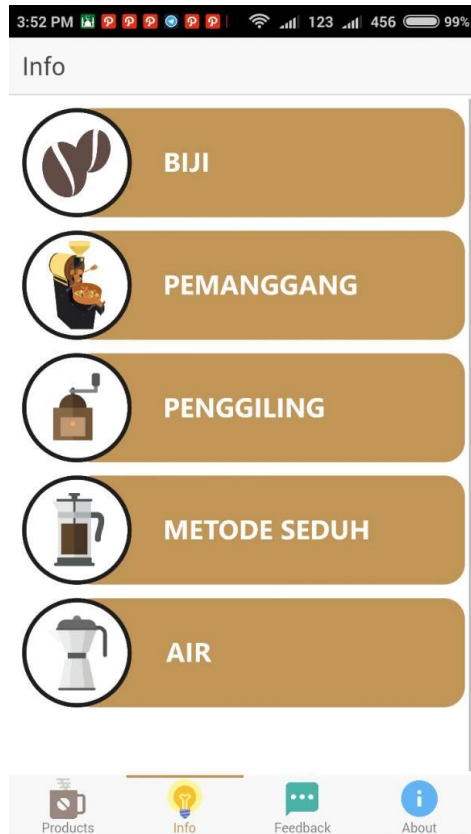 3:52 PM 123 456 99%
Info
BIJI
PEMANGGANG
PENGGILING
METODE SEDUH
AIR
Products Info Feedback About